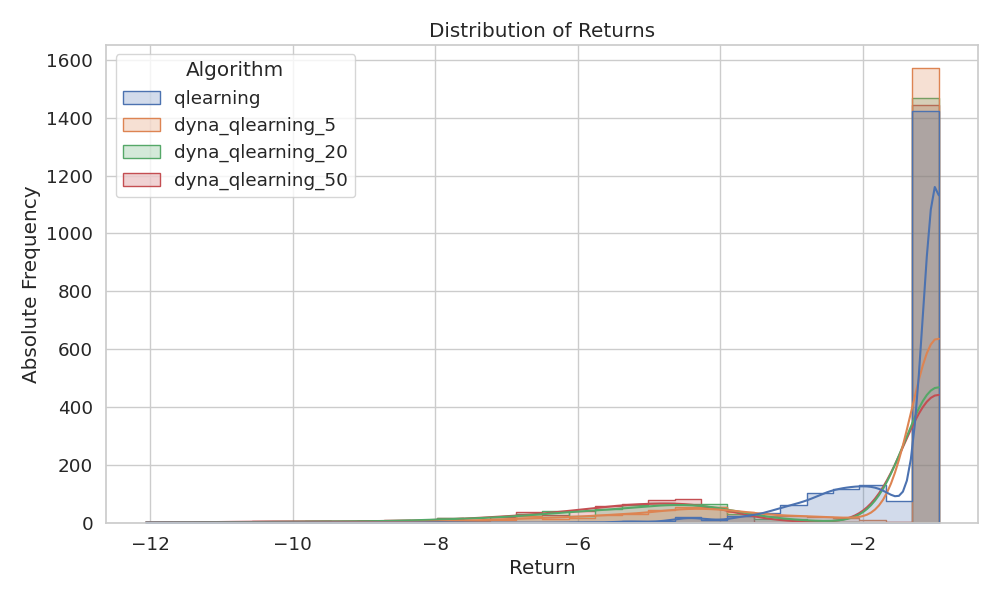 Distribution of Returns
Algorithm
qlearning
dyna_qlearning_5
dyna_qlearning_20
dyna_qlearning_50
Absolute Frequency
1600
1400
1200
1000
800
600
400
200
0
−12
−10
−8
−6
−4
−2
Return